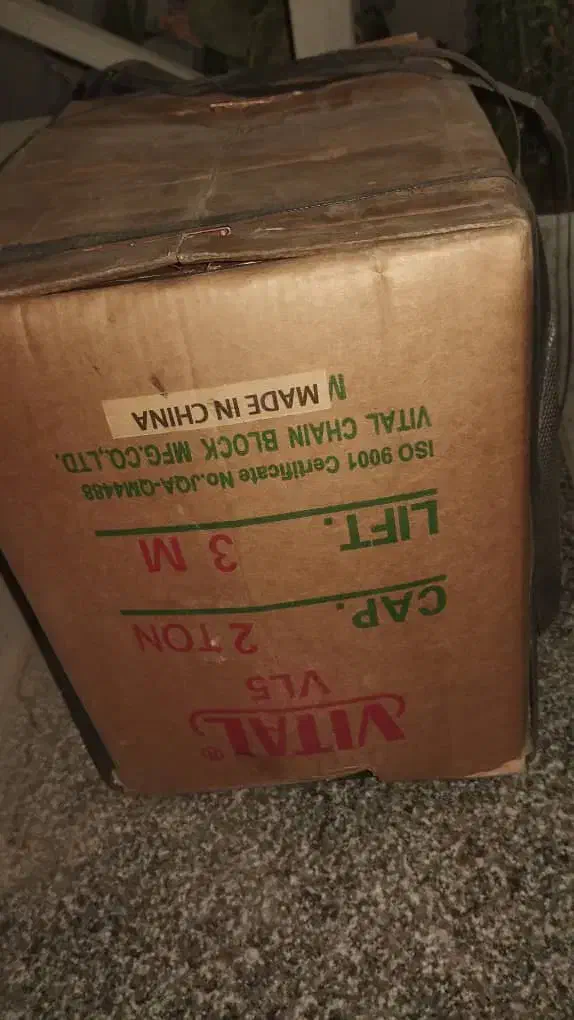 VITAL®
VL5
CAP. 2 TON
LIFT. 3 M
ISO 9001 Certificate No.JQA-QM4488
VITAL CHAIN BLOCK MFG.CO.,LTD.
MADE IN CHINA